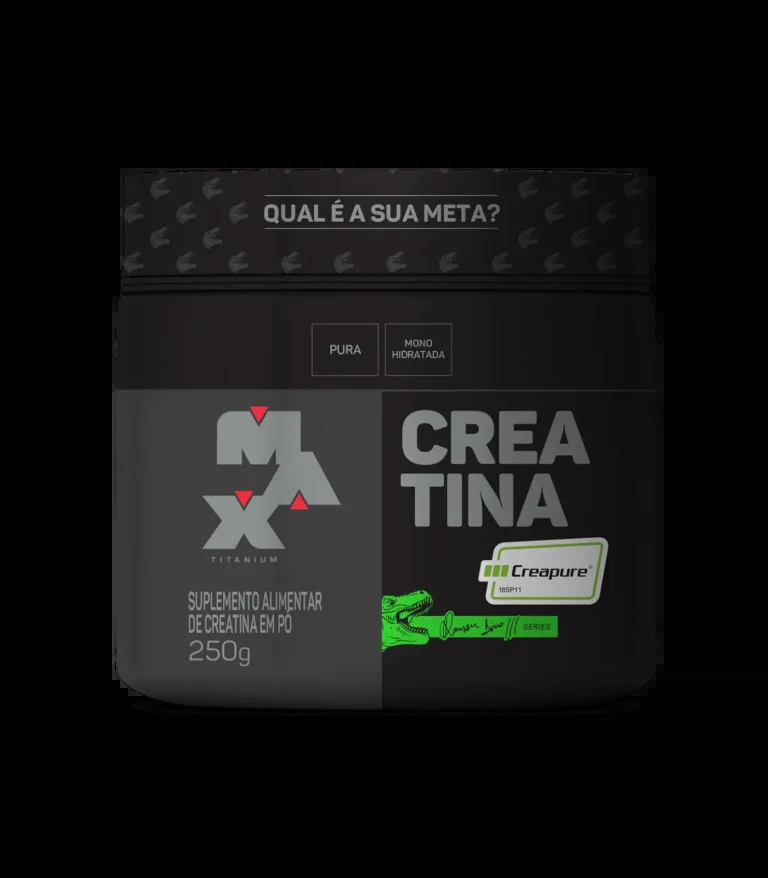 QUAL É A SUA META?
PURA
MONO
HIDRATADA
MAX
TITANIUM
SUPLEMENTO ALIMENTAR
DE CREATINA EM PÓ
250g
CREA
TINA
Creapure®
18SP11
SERIES